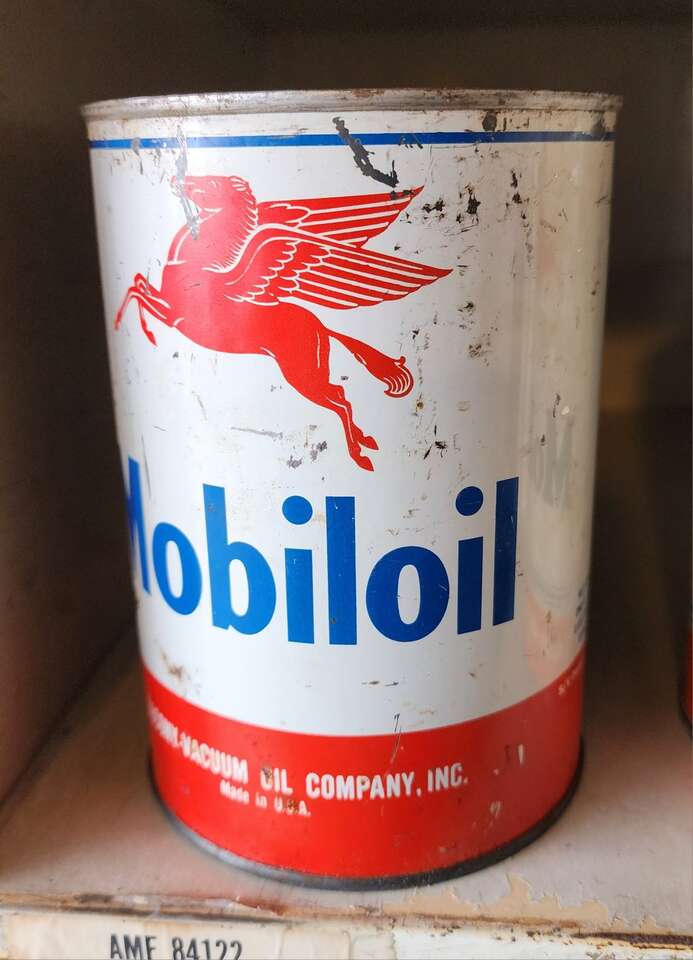 Mobiloil
-VACUUM OIL COMPANY, INC.
Made in U.S.A.
AMF 84122